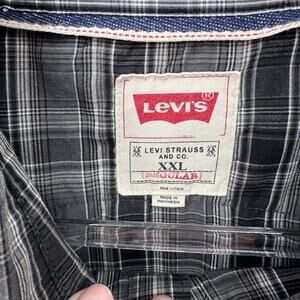 LEVI'S®
LEVI STRAUSS
AND CO.
XXL
REGULAR
MADE IN
INDONESIA